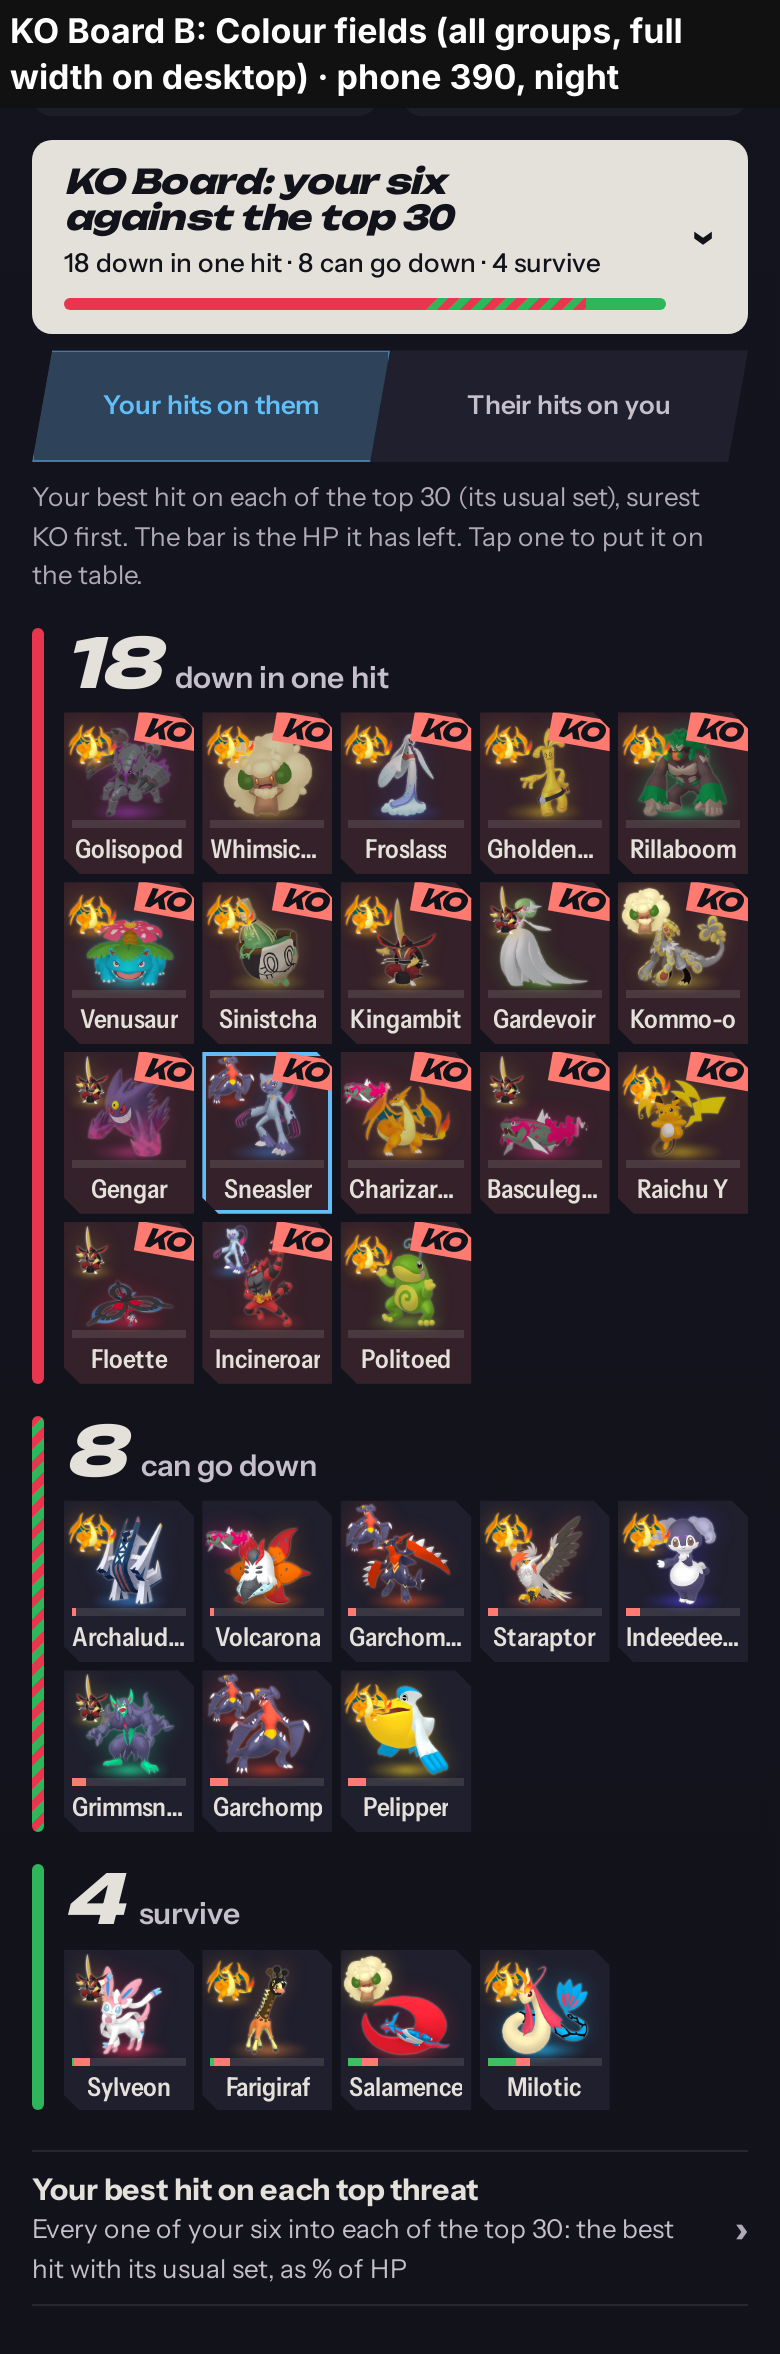 KO Board B: Colour fields (all groups, full
width on desktop) · phone 390, night
KO Board: your six
against the top 30
18 down in one hit · 8 can go down · 4 survive
Your hits on them
Their hits on you
Your best hit on each of the top 30 (its usual set), surest
KO first. The bar is the HP it has left. Tap one to put it on
the table.
18 down in one hit
KO KO KO KO KO
Golisopod Whimsic... Froslass Gholden... Rillaboom
KO KO KO KO KO
Venusaur Sinistcha Kingambit Gardevoir Kommo-o
KO KO KO KO KO
Gengar Sneasler Charizar... Basculeg... Raichu Y
KO KO KO
Floette Incineroar Politoed
8 can go down
Archalud... Volcarona Garchom... Staraptor Indeedee...
Grimmsn... Garchomp Pelipper
4 survive
Sylveon Farigiraf Salamence Milotic
Your best hit on each top threat
Every one of your six into each of the top 30: the best
hit with its usual set, as % of HP